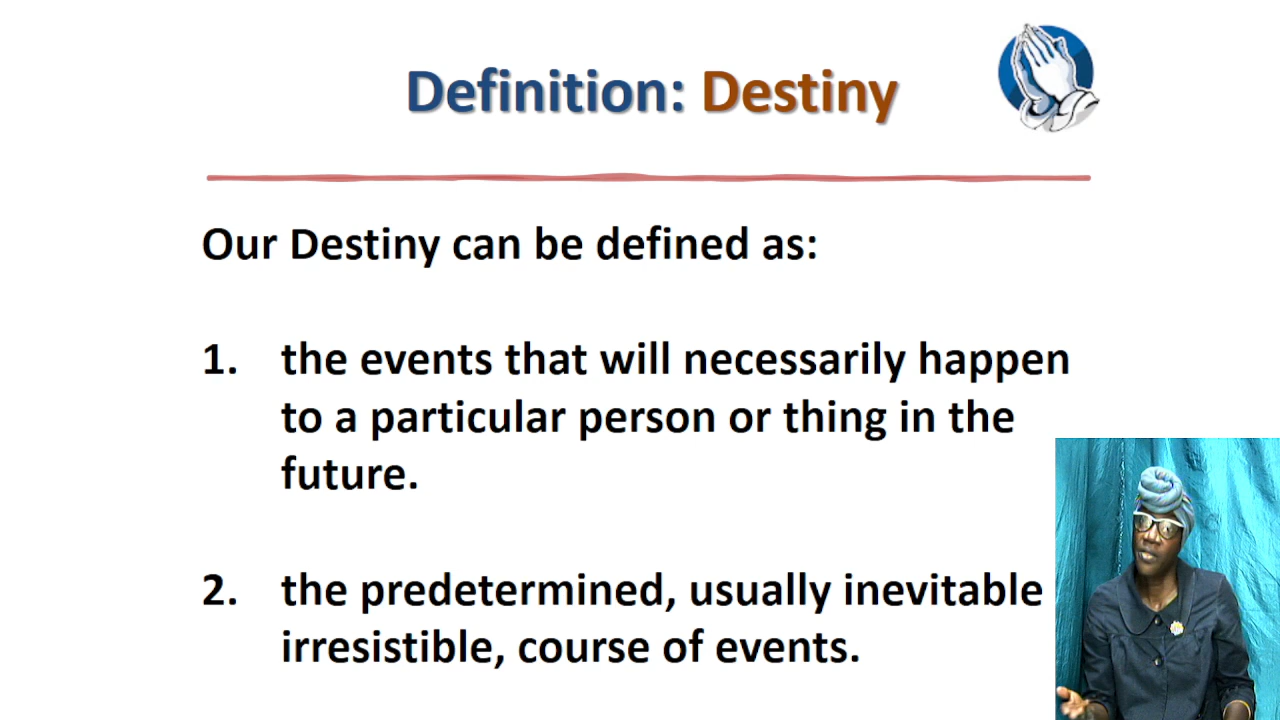 Definition: Destiny
Our Destiny can be defined as:
1. the events that will necessarily happen
to a particular person or thing in the
future.
2. the predetermined, usually inevitable
irresistible, course of events.